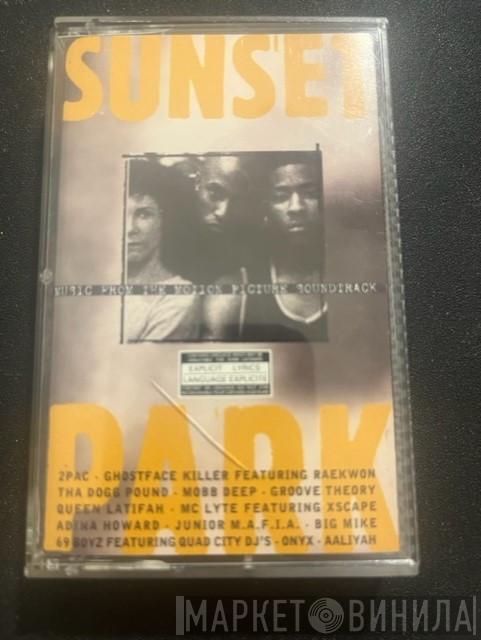 SUNSET
MUSIC FROM THE MOTION PICTURE SOUNDTRACK
EXPLICIT LYRICS
LANGUAGE EXPLICITE
PARK
2PAC - GHOSTFACE KILLER FEATURING RAEKWON
THA DOGG POUND - MOBB DEEP - GROOVE THEORY
QUEEN LATIFAH - MC LYTE FEATURING XSCAPE
ADINA HOWARD - JUNIOR M.A.F.I.A. - BIG MIKE
69 BOYZ FEATURING QUAD CITY DJ'S - ONYX - AALIYAH
МАРКЕТ ВИНИЛА